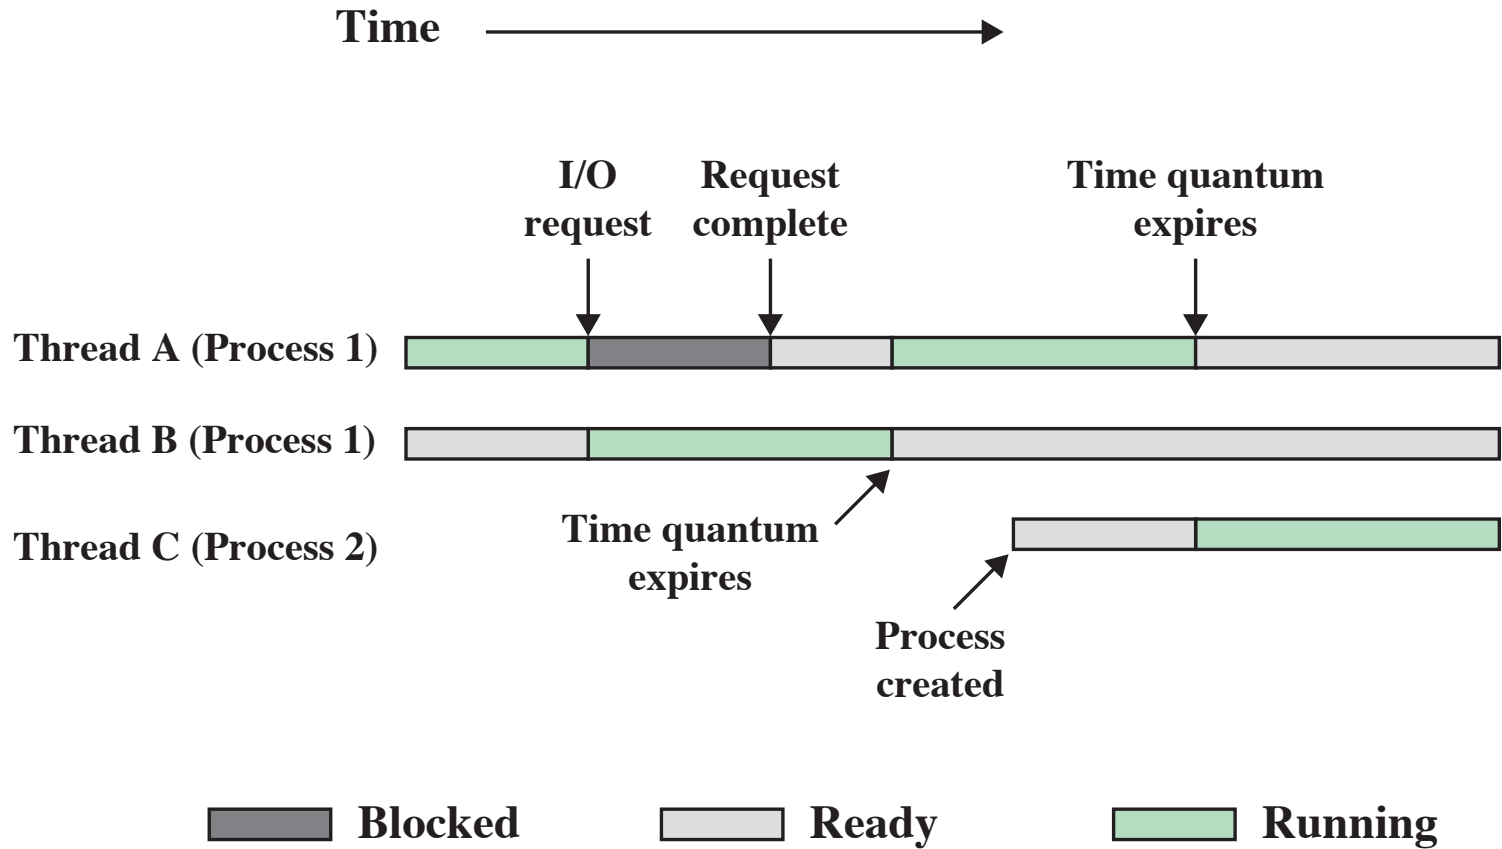 Time
I/O
request
Request
complete
Time quantum
expires
Thread A (Process 1)
Thread B (Process 1)
Thread C (Process 2)
Time quantum
expires
Process
created
Blocked
Ready
Running